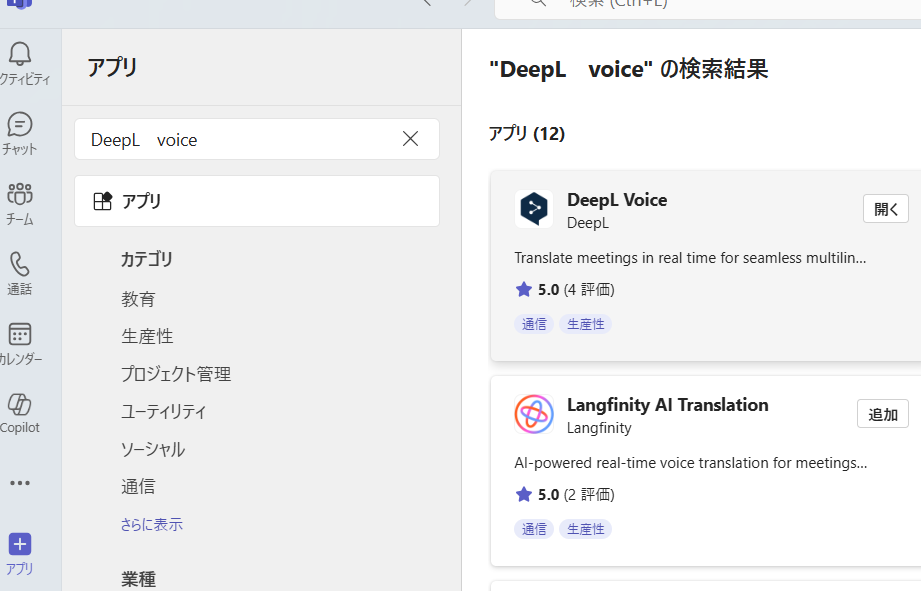 検索 (Ctrl+E)
クティビティ
チャット
チーム
通話
カレンダー
Copilot
アプリ
アプリ
DeepL　voice
アプリ
カテゴリ
教育
生産性
プロジェクト管理
ユーティリティ
ソーシャル
通信
さらに表示
業種
"DeepL　voice" の検索結果
アプリ (12)
DeepL Voice
DeepL
開く
Translate meetings in real time for seamless multilin...
5.0 (4 評価)
通信 生産性
Langfinity AI Translation
Langfinity
追加
AI-powered real-time voice translation for meetings...
5.0 (2 評価)
通信 生産性